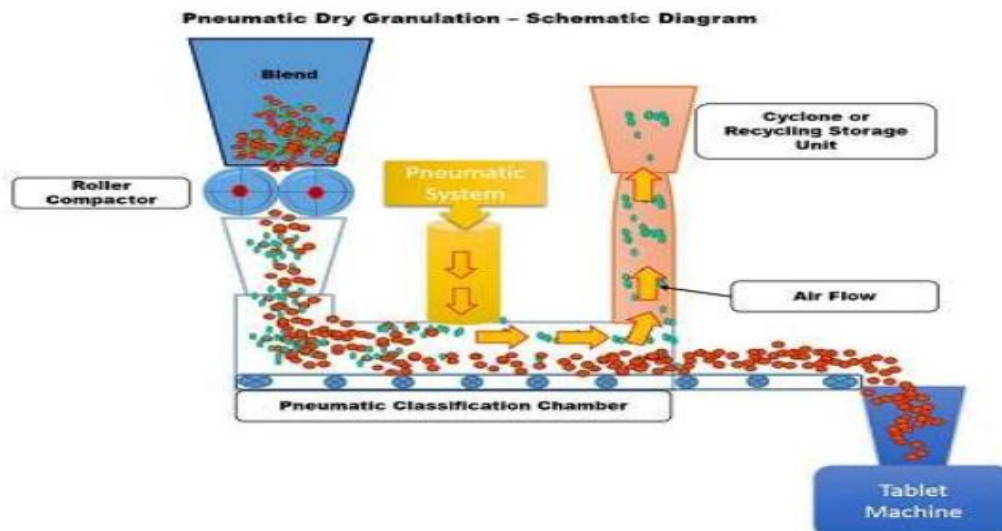 Pneumatic Dry Granulation – Schematic Diagram
Blend
Roller
Compactor
Pneumatic
System
Cyclone or
Recycling Storage
Unit
Air Flow
Pneumatic Classification Chamber
Tablet
Machine